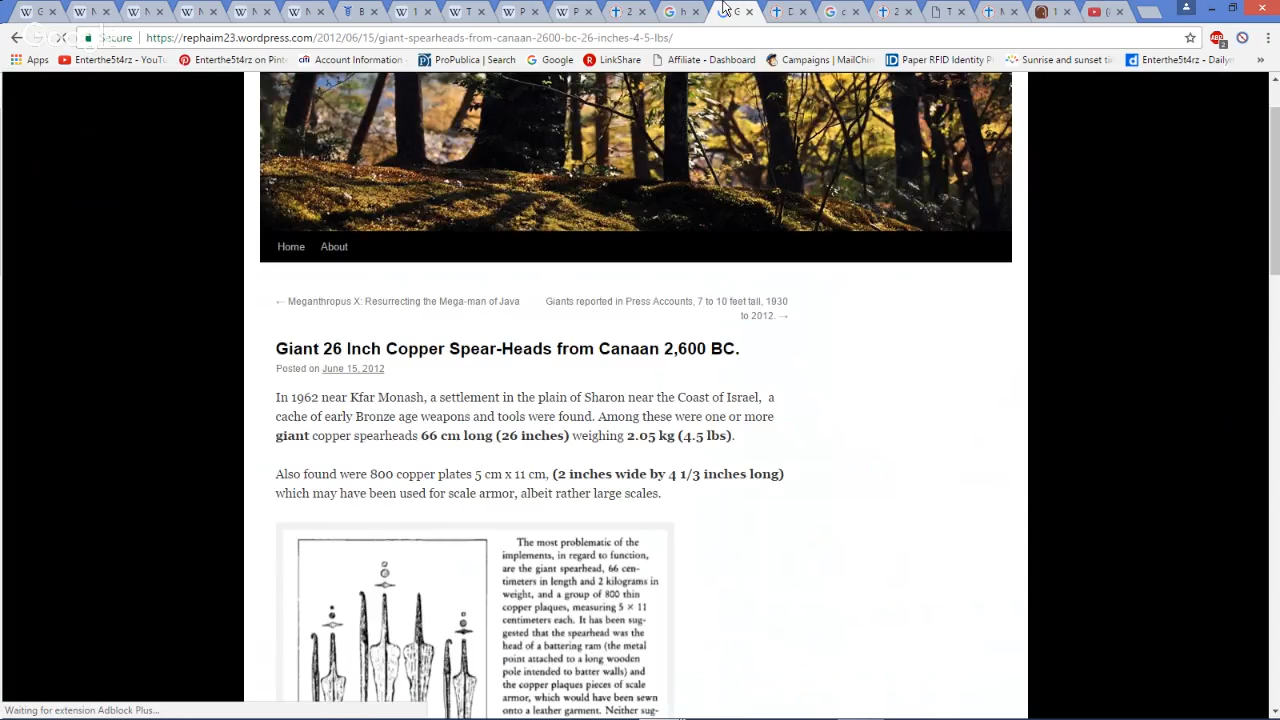 G
N
N
N
N
N
B
1
T
P
P
2
h
G
D
c
2
T
M
1
(
Secure
https://rephaim23.wordpress.com/2012/06/15/giant-spearheads-from-canaan-2600-bc-26-inches-4-5-lbs/
2
Apps
Enterthe5t4rz - YouTu
Enterthe5t4rz on Pint
Account Information
ProPublica | Search
Google
LinkShare
Affiliate - Dashboard
Campaigns | MailChim
Paper RFID Identity P
Sunrise and sunset tim
Enterthe5t4rz - Daily
»
Home
About
← Meganthropus X: Resurrecting the Mega-man of Java
Giants reported in Press Accounts, 7 to 10 feet tall, 1930
to 2012. →
Giant 26 Inch Copper Spear-Heads from Canaan 2,600 BC.
Posted on June 15, 2012
In 1962 near Kfar Monash, a settlement in the plain of Sharon near the Coast of Israel, a
cache of early Bronze age weapons and tools were found. Among these were one or more
giant copper spearheads 66 cm long (26 inches) weighing 2.05 kg (4.5 lbs).
Also found were 800 copper plates 5 cm x 11 cm, (2 inches wide by 4 1/3 inches long)
which may have been used for scale armor, albeit rather large scales.
The most problematic of the
implements, in regard to function,
are the giant spearhead, 66 cen-
timeters in length and 2 kilograms in
weight, and a group of 800 thin
copper plaques, measuring 5 × 11
centimeters each. It has been sug-
gested that the spearhead was the
head of a battering ram (the metal
point attached to a long wooden
pole intended to batter walls) and
the copper plaques pieces of scale
armor, which would have been sewn
onto a leather garment. Neither sug-
Waiting for extension Adblock Plus...